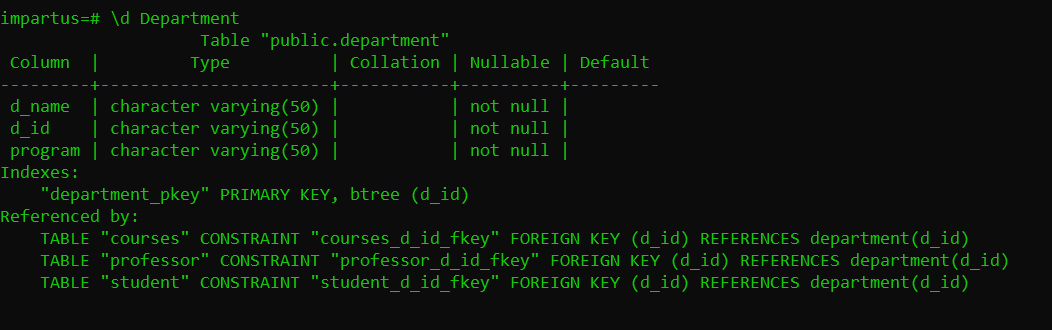 impartus=# \d Department
                    Table "public.department"
 Column  |         Type          | Collation | Nullable | Default
---------+-----------------------+-----------+----------+---------
 d_name  | character varying(50) |           | not null |
 d_id    | character varying(50) |           | not null |
 program | character varying(50) |           | not null |
Indexes:
    "department_pkey" PRIMARY KEY, btree (d_id)
Referenced by:
    TABLE "courses" CONSTRAINT "courses_d_id_fkey" FOREIGN KEY (d_id) REFERENCES department(d_id)
    TABLE "professor" CONSTRAINT "professor_d_id_fkey" FOREIGN KEY (d_id) REFERENCES department(d_id)
    TABLE "student" CONSTRAINT "student_d_id_fkey" FOREIGN KEY (d_id) REFERENCES department(d_id)